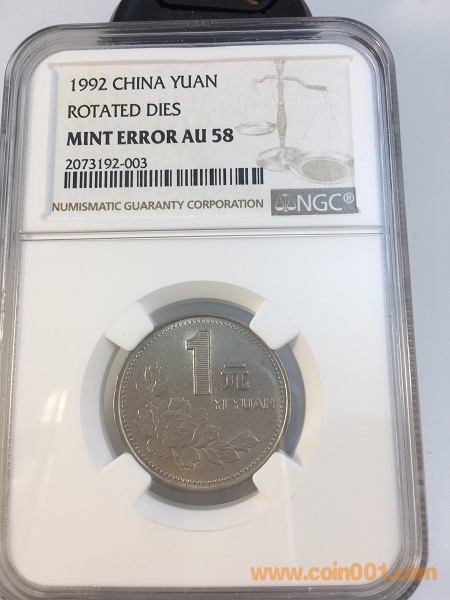 1992 CHINA YUAN
ROTATED DIES
MINT ERROR AU 58
2073192-003
NUMISMATIC GUARANTY CORPORATION
NGC®
1 元
YI YUAN
www.coin001.com